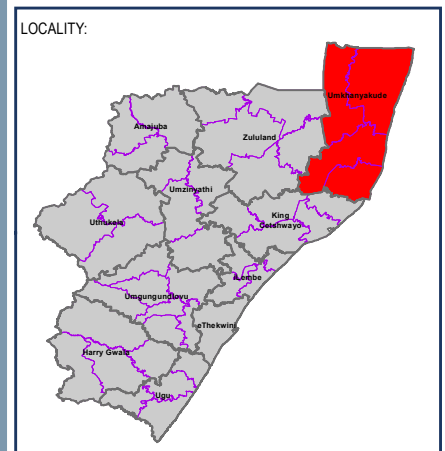 LOCALITY:
Umkhanyakude
Amajuba
Zululand
Umzinyathi
King
Cetshwayo
Uthukela
iLembe
Umgungundlovu
eThekwini
Harry Gwala
Ugu